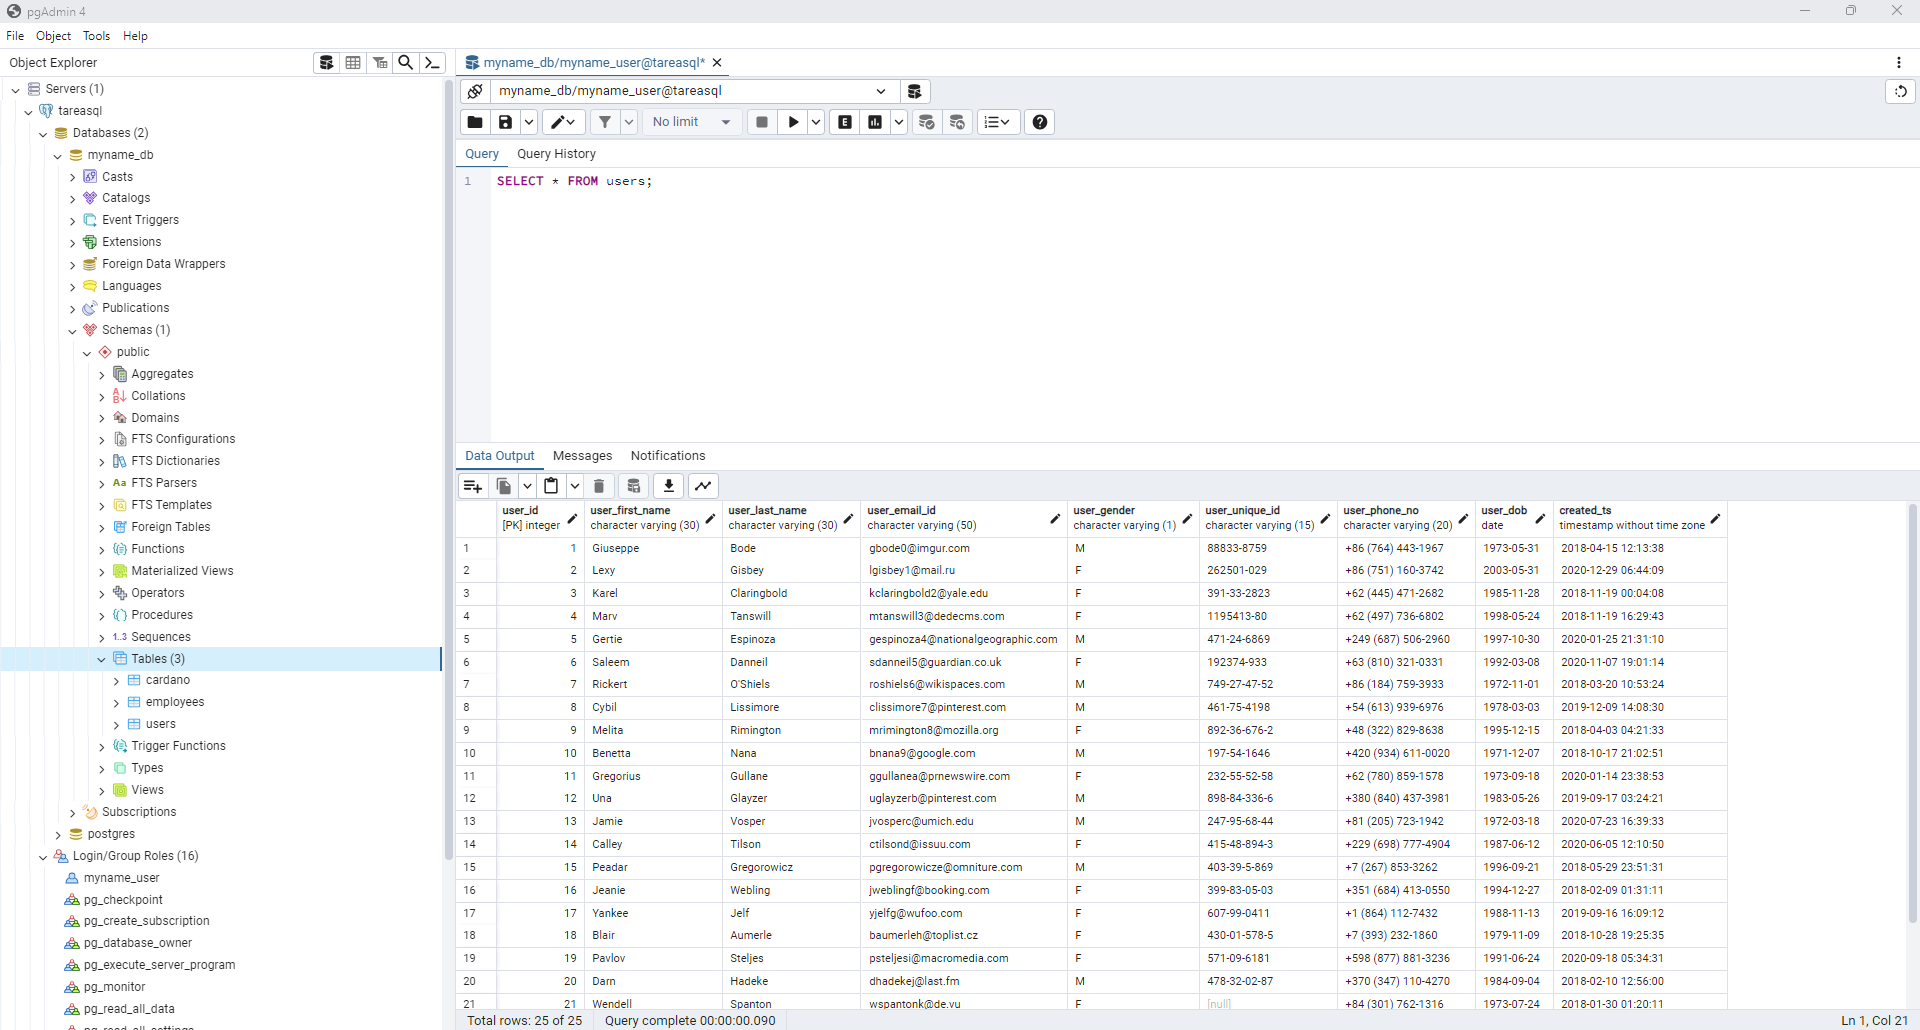 pgAdmin 4
File Object Tools Help
Object Explorer
Servers (1)
tareasql
Databases (2)
myname_db
Casts
Catalogs
Event Triggers
Extensions
Foreign Data Wrappers
Languages
Publications
Schemas (1)
public
Aggregates
Collations
Domains
FTS Configurations
FTS Dictionaries
Aa FTS Parsers
FTS Templates
Foreign Tables
Functions
Materialized Views
Operators
Procedures
1..3 Sequences
Tables (3)
cardano
employees
users
Trigger Functions
Types
Views
Subscriptions
postgres
Login/Group Roles (16)
myname_user
pg_checkpoint
pg_create_subscription
pg_database_owner
pg_execute_server_program
pg_monitor
pg_read_all_data
pg_read_all_settings
myname_db/myname_user@tareasql*
myname_db/myname_user@tareasql
No limit
E
Query Query History
1 SELECT * FROM users;
Data Output Messages Notifications
user_id user_first_name user_last_name user_email_id user_gender user_unique_id user_phone_no user_dob created_ts
[PK] integer character varying (30) character varying (30) character varying (50) character varying (1) character varying (15) character varying (20) date timestamp without time zone
1 1 Giuseppe Bode gbode0@imgur.com M 88833-8759 +86 (764) 443-1967 1973-05-31 2018-04-15 12:13:38
2 2 Lexy Gisbey lgisbey1@mail.ru F 262501-029 +86 (751) 160-3742 2003-05-31 2020-12-29 06:44:09
3 3 Karel Claringbold kclaringbold2@yale.edu F 391-33-2823 +62 (445) 471-2682 1985-11-28 2018-11-19 00:04:08
4 4 Marv Tanswill mtanswill3@dedecms.com F 1195413-80 +62 (497) 736-6802 1998-05-24 2018-11-19 16:29:43
5 5 Gertie Espinoza gespinoza4@nationalgeographic.com M 471-24-6869 +249 (687) 506-2960 1997-10-30 2020-01-25 21:31:10
6 6 Saleem Danneil sdanneil5@guardian.co.uk F 192374-933 +63 (810) 321-0331 1992-03-08 2020-11-07 19:01:14
7 7 Rickert O'Shiels roshiels6@wikispaces.com M 749-27-47-52 +86 (184) 759-3933 1972-11-01 2018-03-20 10:53:24
8 8 Cybil Lissimore clissimore7@pinterest.com M 461-75-4198 +54 (613) 939-6976 1978-03-03 2019-12-09 14:08:30
9 9 Melita Rimington mrimington8@mozilla.org F 892-36-676-2 +48 (322) 829-8638 1995-12-15 2018-04-03 04:21:33
10 10 Benetta Nana bnana9@google.com M 197-54-1646 +420 (934) 611-0020 1971-12-07 2018-10-17 21:02:51
11 11 Gregorius Gullane ggullanea@prnewswire.com F 232-55-52-58 +62 (780) 859-1578 1973-09-18 2020-01-14 23:38:53
12 12 Una Glayzer uglayzerb@pinterest.com M 898-84-336-6 +380 (840) 437-3981 1983-05-26 2019-09-17 03:24:21
13 13 Jamie Vosper jvosperc@umich.edu M 247-95-68-44 +81 (205) 723-1942 1972-03-18 2020-07-23 16:39:33
14 14 Calley Tilson ctilsond@issuu.com F 415-48-894-3 +229 (698) 777-4904 1987-06-12 2020-06-05 12:10:50
15 15 Peadar Gregorowicz pgregorowicze@omniture.com M 403-39-5-869 +7 (267) 853-3262 1996-09-21 2018-05-29 23:51:31
16 16 Jeanie Webling jweblingf@booking.com F 399-83-05-03 +351 (684) 413-0550 1994-12-27 2018-02-09 01:31:11
17 17 Yankee Jelf yjelfg@wufoo.com F 607-99-0411 +1 (864) 112-7432 1988-11-13 2019-09-16 16:09:12
18 18 Blair Aumerle baumerleh@toplist.cz F 430-01-578-5 +7 (393) 232-1860 1979-11-09 2018-10-28 19:25:35
19 19 Pavlov Steljes psteljesi@macromedia.com F 571-09-6181 +598 (877) 881-3236 1991-06-24 2020-09-18 05:34:31
20 20 Darn Hadeke dhadekej@last.fm M 478-32-02-87 +370 (347) 110-4270 1984-09-04 2018-02-10 12:56:00
21 21 Wendell Spanton wspantonk@de.vu F [null] +84 (301) 762-1316 1973-07-24 2018-01-30 01:20:11
Total rows: 25 of 25 Query complete 00:00:00.090 Ln 1, Col 21